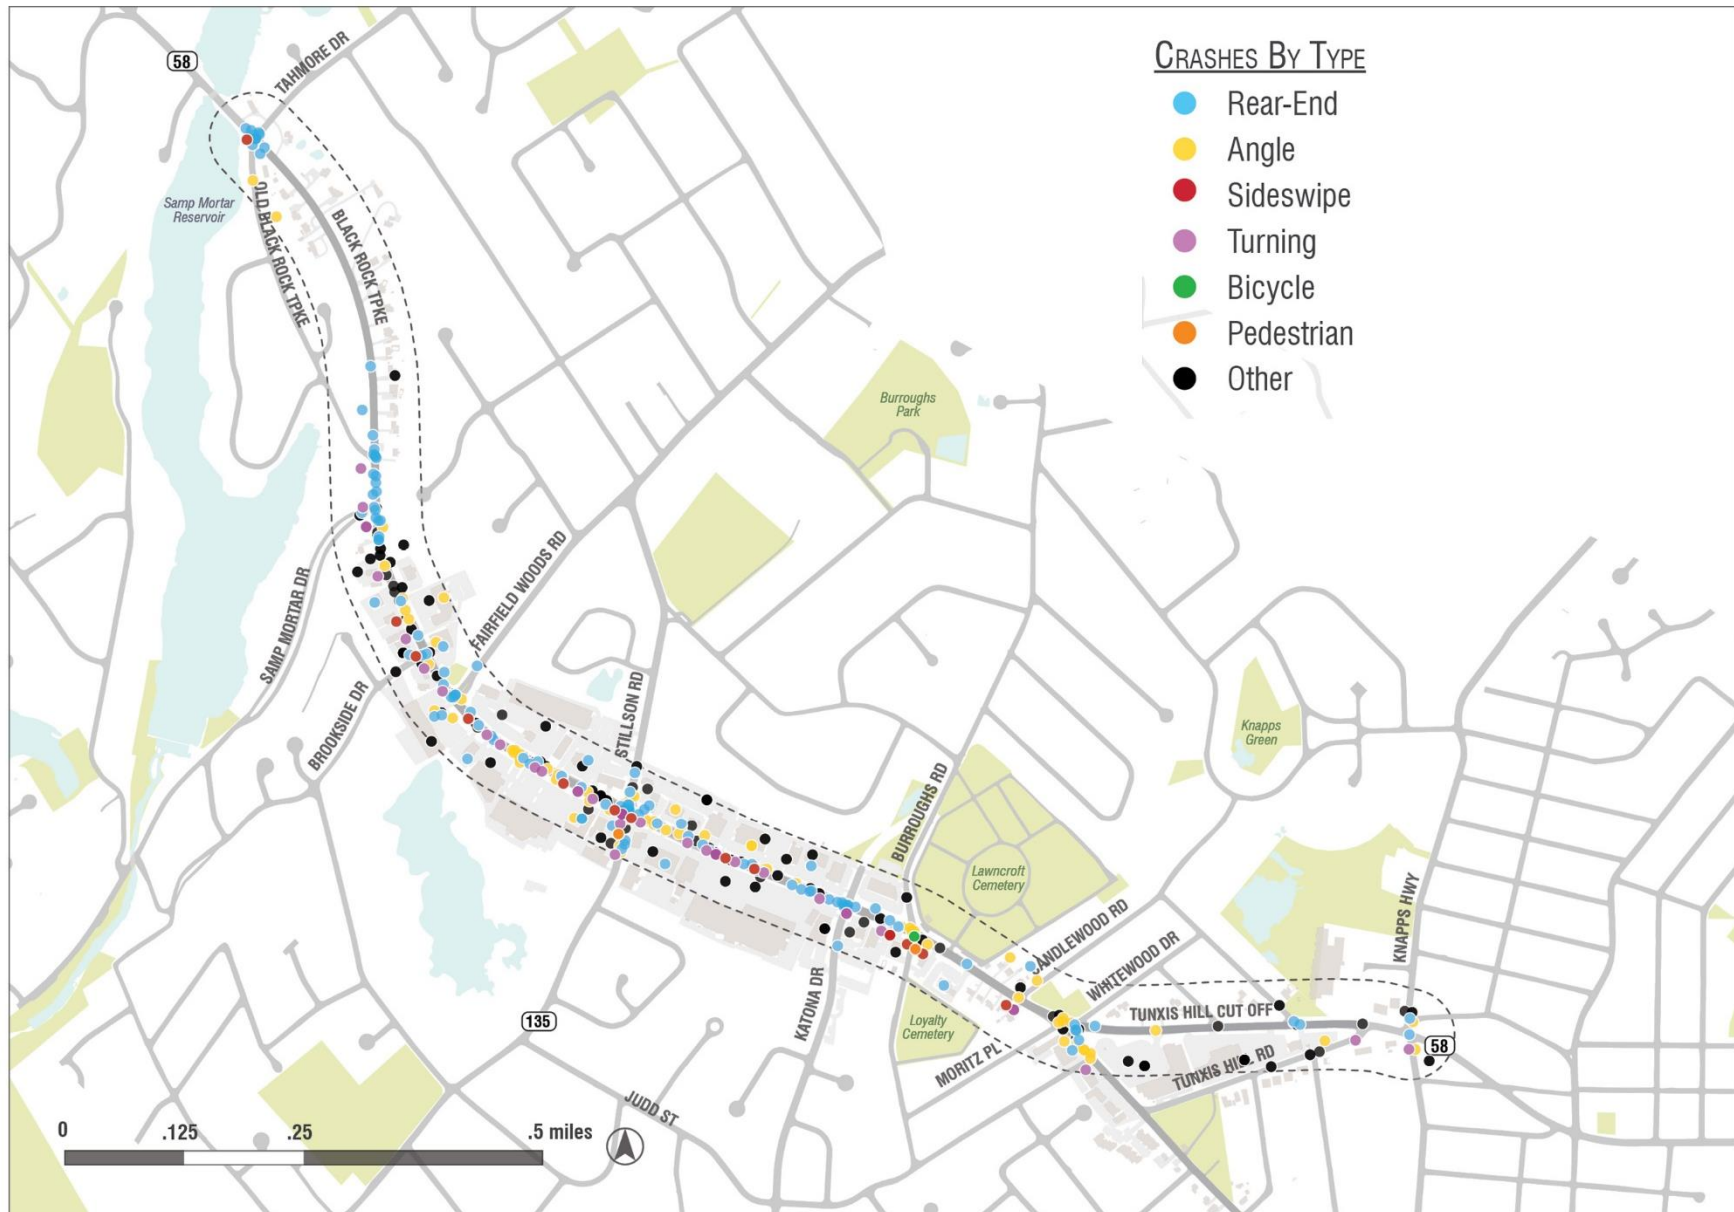 CRASHES BY TYPE
Rear-End
Angle
Sideswipe
Turning
Bicycle
Pedestrian
Other
58
TAHMORE DR
Samp Mortar
Reservoir
OLD BLACK ROCK TPKE
BLACK ROCK TPKE
Burroughs
Park
FAIRFIELD WOODS RD
SAMP MORTAR DR
BROOKSIDE DR
STILLSON RD
Knapps
Green
BURROUGHS RD
Lawncroft
Cemetery
CANDLEWOOD RD
WHITEWOOD DR
KNAPPS HWY
TUNXIS HILL CUT OFF
135
KATONA DR
Loyalty
Cemetery
MORITZ PL
TUNXIS HILL RD
58
JUDD ST
0 .125 .25 .5 miles